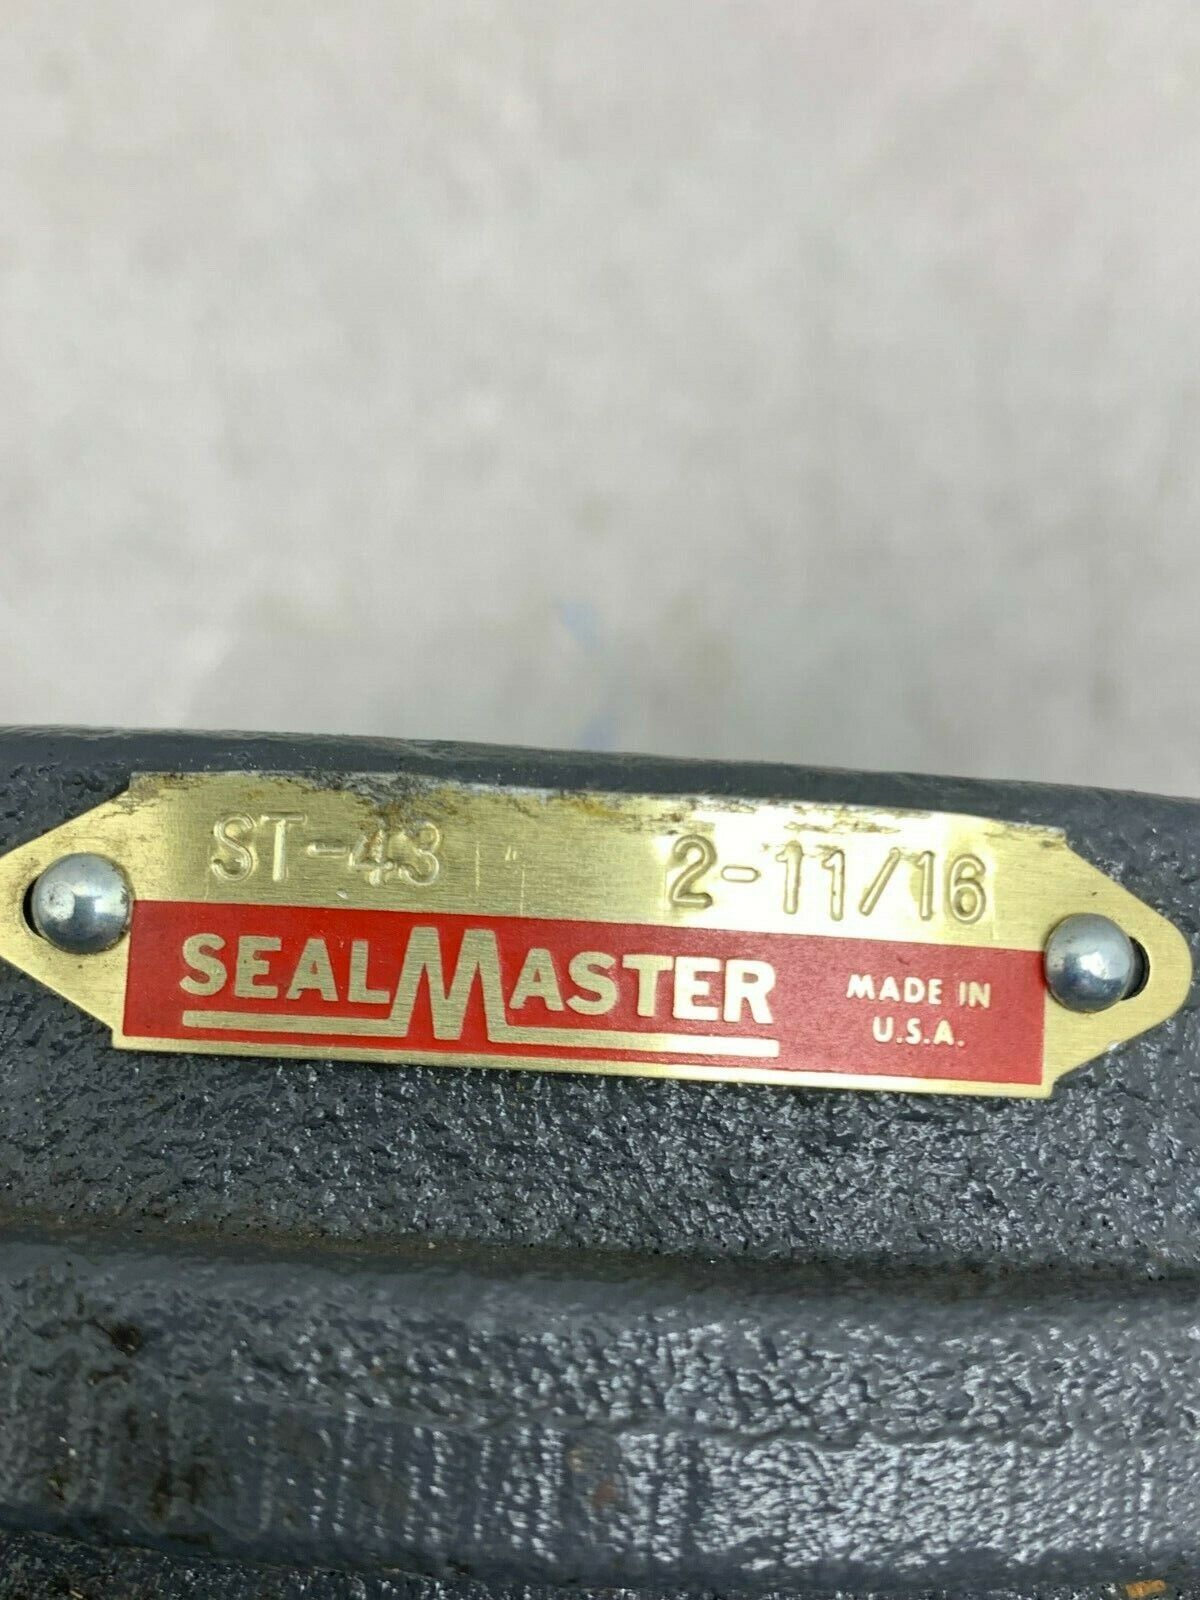 ST-43 2-11/16
SEALMASTER
MADE IN
U.S.A.